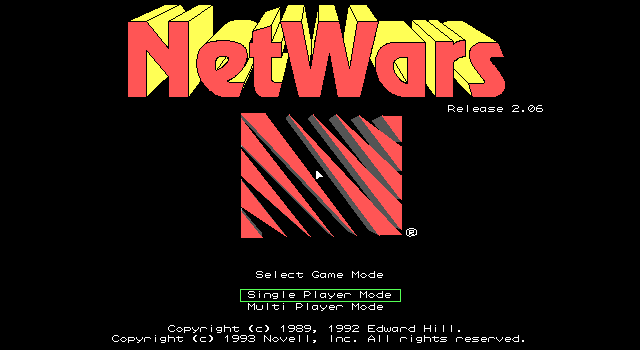 NetWars
Release 2.06
®
Select Game Mode
Single Player Mode
Multi Player Mode
Copyright (c) 1989, 1992 Edward Hill.
Copyright (c) 1993 Novell, Inc. All rights reserved.